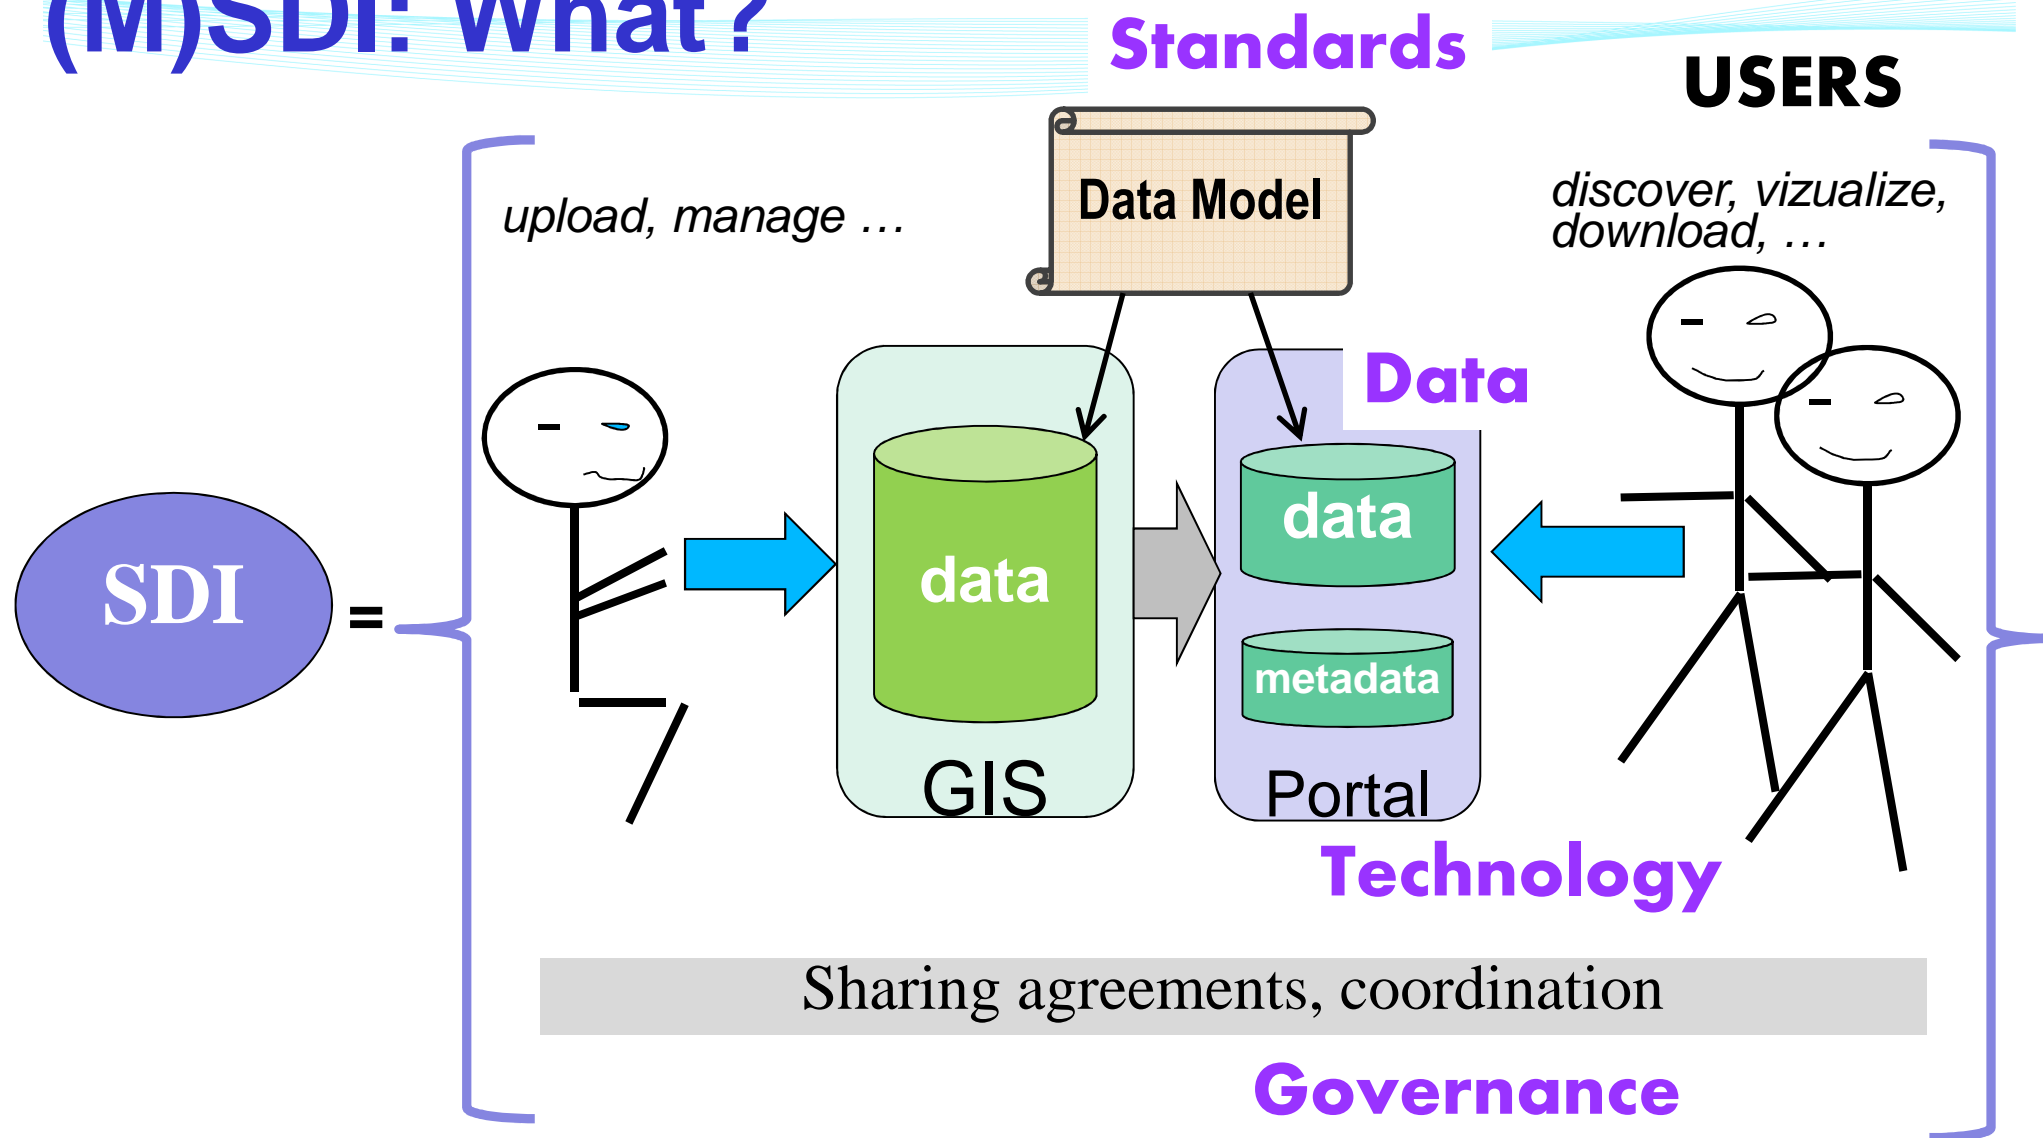 (M)SDI: What?
Standards
USERS
Data Model
upload, manage …
discover, vizualize,
download, …
Data
SDI
=
data
data
metadata
GIS
Portal
Technology
Sharing agreements, coordination
Governance